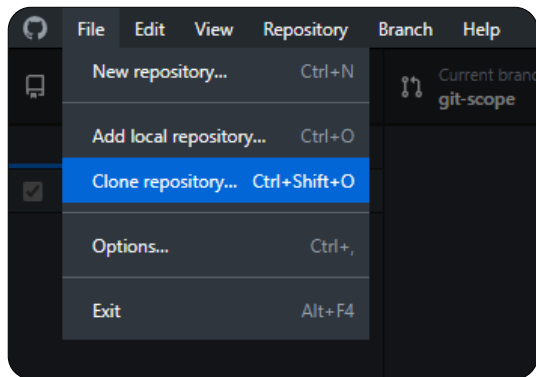 File Edit View Repository Branch Help
New repository... Ctrl+N
Current branc
git-scope
Add local repository... Ctrl+O
Clone repository... Ctrl+Shift+O
Options... Ctrl+,
Exit Alt+F4